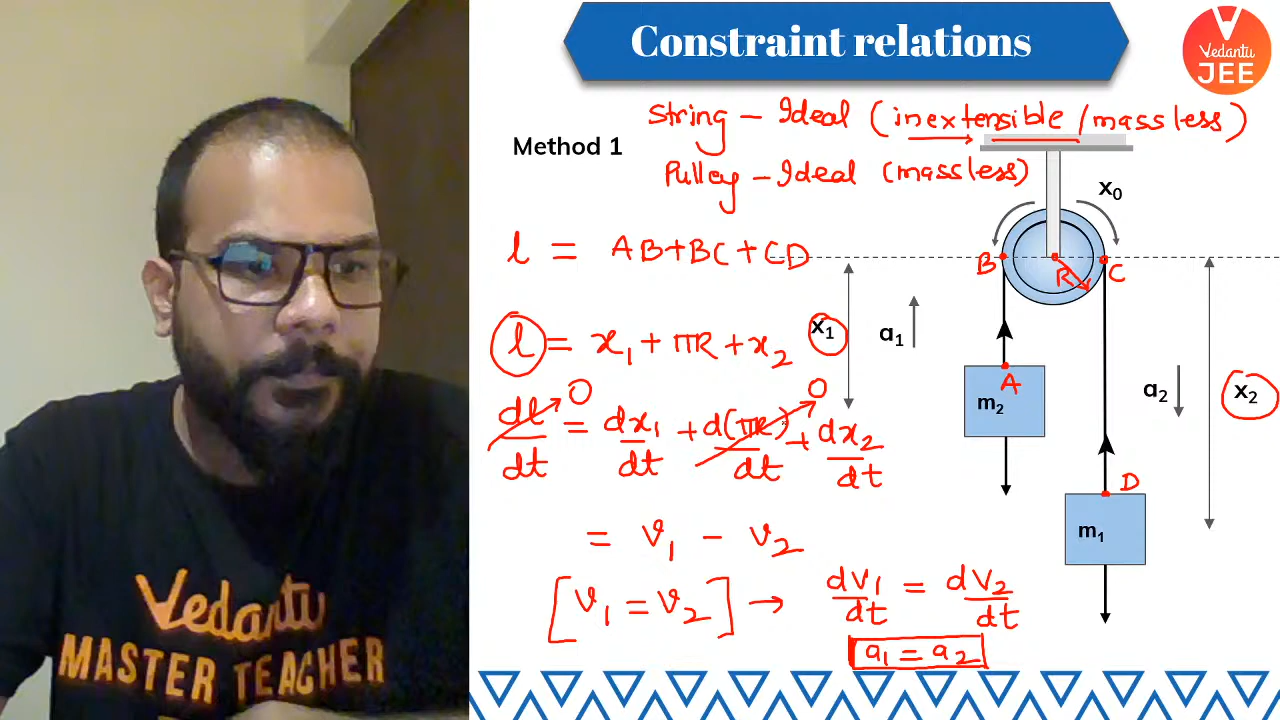 Constraint relations
Vedantu
JEE
String – Ideal (inextensible/massless)
Method 1
Pulley – Ideal (massless)
x₀
l = AB+BC+CD
B
R
C
l = x₁ + πR + x₂
x₁
a₁
A
m₂
a₂
x₂
dl/dt = dx₁/dt + d(πR)/dt + dx₂/dt
0
0
D
m₁
= v₁ – v₂
[v₁ = v₂] → dv₁/dt = dv₂/dt
a₁ = a₂
Vedantu
MASTER TEACHER